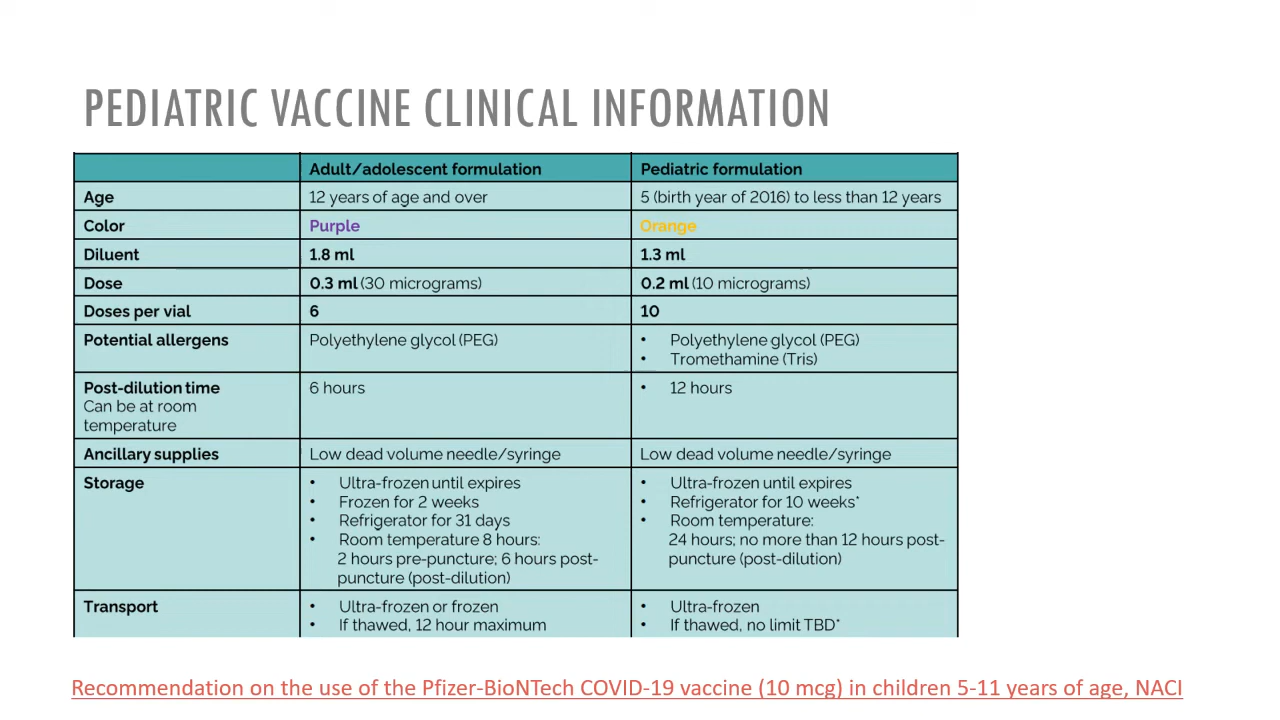 PEDIATRIC VACCINE CLINICAL INFORMATION
Adult/adolescent formulation Pediatric formulation
Age 12 years of age and over 5 (birth year of 2016) to less than 12 years
Color Purple Orange
Diluent 1.8 ml 1.3 ml
Dose 0.3 ml (30 micrograms) 0.2 ml (10 micrograms)
Doses per vial 6 10
Potential allergens Polyethylene glycol (PEG) • Polyethylene glycol (PEG)
• Tromethamine (Tris)
Post-dilution time 6 hours • 12 hours
Can be at room
temperature
Ancillary supplies Low dead volume needle/syringe Low dead volume needle/syringe
Storage • Ultra-frozen until expires • Ultra-frozen until expires
• Frozen for 2 weeks • Refrigerator for 10 weeks*
• Refrigerator for 31 days • Room temperature:
• Room temperature 8 hours: 24 hours; no more than 12 hours post-
2 hours pre-puncture; 6 hours post- puncture (post-dilution)
puncture (post-dilution)
Transport • Ultra-frozen or frozen • Ultra-frozen
• If thawed, 12 hour maximum • If thawed, no limit TBD*
Recommendation on the use of the Pfizer-BioNTech COVID-19 vaccine (10 mcg) in children 5-11 years of age, NACI